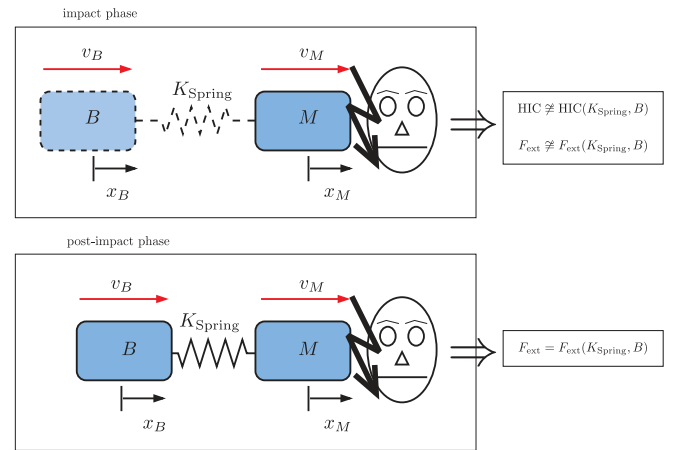 impact phase
v_B v_M
K_Spring
B M
x_B x_M
HIC ≇ HIC(K_Spring, B)
F_ext ≇ F_ext(K_Spring, B)
post-impact phase
v_B v_M
K_Spring
B M
x_B x_M
F_ext = F_ext(K_Spring, B)